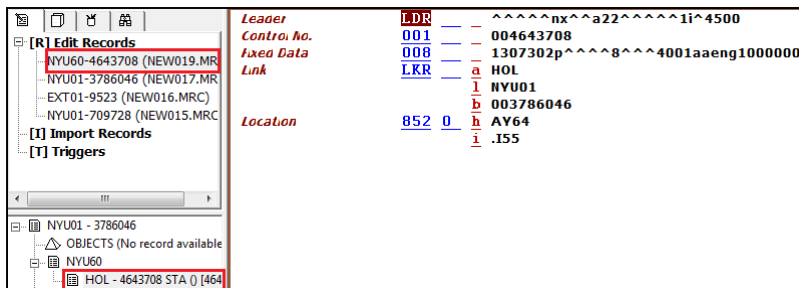 [R] Edit Records
NYU60-4643708 (NEW019.MR
NYU01-3786046 (NEW017.MR
EXT01-9523 (NEW016.MRC)
NYU01-709728 (NEW015.MRC
[I] Import Records
[T] Triggers
NYU01 - 3786046
OBJECTS (No record available
NYU60
HOL - 4643708 STA () [464
Leader LDR _ _ ^^^^^nx^^a22^^^^^1i^4500
Control No. 001 _ _ 004643708
Fixed Data 008 _ _ 1307302p^^^^8^^^4001aaeng1000000
Link LKR _ a HOL
l NYU01
b 003786046
Location 852 0 h AY64
i .I55